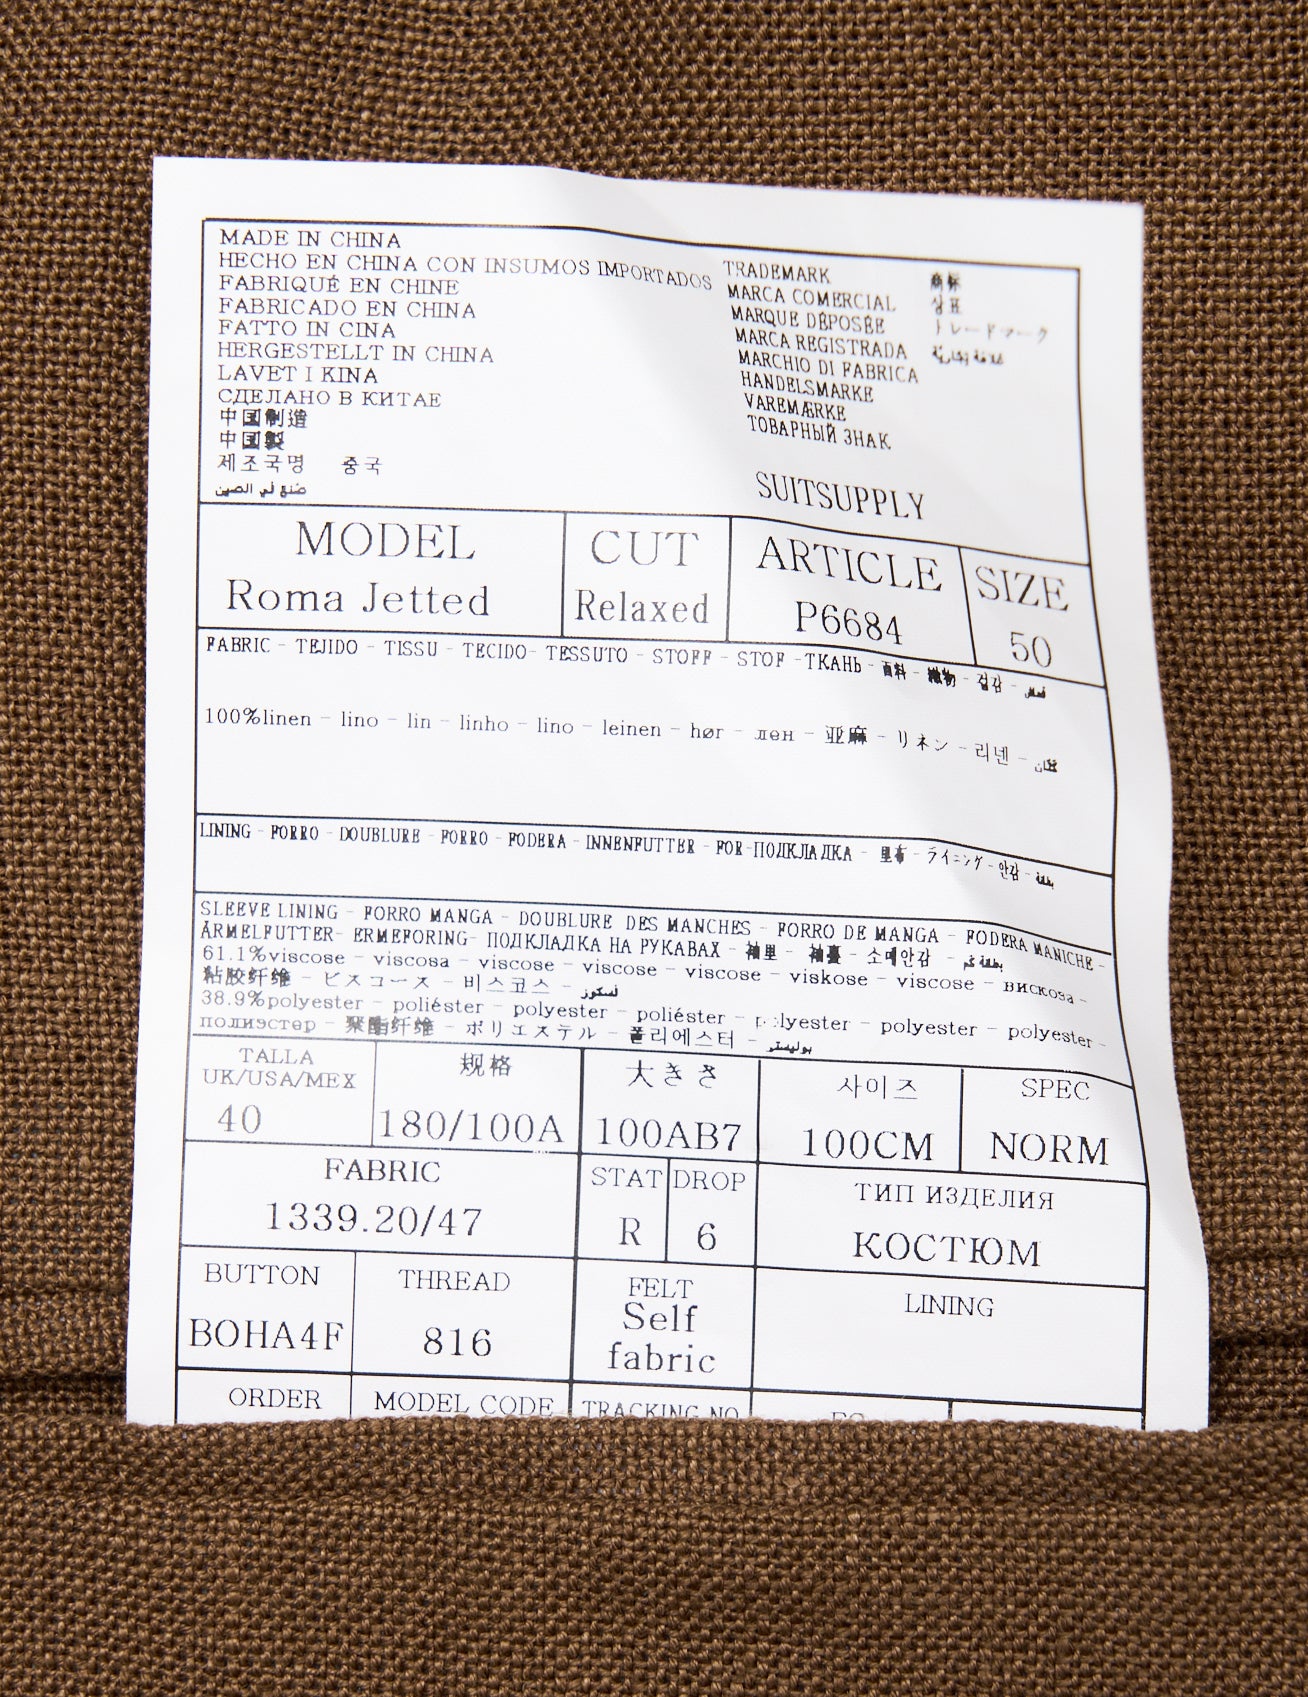 MADE IN CHINA
HECHO EN CHINA CON INSUMOS IMPORTADOS
FABRIQUÉ EN CHINE
FABRICADO EN CHINA
FATTO IN CINA
HERGESTELLT IN CHINA
LAVET I KINA
СДЕЛАНО В КИТАЕ
中国制造
中国製
제조국명 중국
صنع في الصين
TRADEMARK
MARCA COMERCIAL
MARQUE DÉPOSÉE
MARCA REGISTRADA
MARCHIO DI FABRICA
HANDELSMARKE
VAREMÆRKE
ТОВАРНЫЙ ЗНАК
商标
상표
トレードマーク
علامة تجارية
SUITSUPPLY
MODEL
Roma Jetted
CUT
Relaxed
ARTICLE
P6684
SIZE
50
FABRIC - TEJIDO - TISSU - TECIDO- TESSUTO - STOFF - STOF -ТКАНЬ - 面料 - 織物 - 겉감 - قماش
100%linen - lino - lin - linho - lino - leinen - hør - лен - 亚麻 - リネン - 리넨 - كتان
LINING - FORRO - DOUBLURE - FORRO - FODERA - INNENFUTTER - FOR-ПОДКЛАДКА - 里布 - ライニング - 안감 - بطانة
SLEEVE LINING - FORRO MANGA - DOUBLURE DES MANCHES - FORRO DE MANGA - FODERA MANICHE -
ÄRMELFUTTER- ERMEFORING- ПОДКЛАДКА НА РУКАВАХ - 袖里 - 袖裏 - 소매안감 - بطانة كم
61.1%viscose - viscosa - viscose - viscose - viscose - viskose - viscose - вискоза -
粘胶纤维 - ビスコース - 비스코스 - فسكوز
38.9%polyester - poliéster - polyester - poliéster - polyester - polyester - polyester -
полиэстер - 聚酯纤维 - ポリエステル - 폴리에스터 - بوليستر
TALLA
UK/USA/MEX
40
规格
180/100A
大きさ
100AB7
사이즈
100CM
SPEC
NORM
FABRIC
1339.20/47
STAT
R
DROP
6
ТИП ИЗДЕЛИЯ
КОСТЮМ
BUTTON
BOHA4F
THREAD
816
FELT
Self
fabric
LINING
ORDER
MODEL CODE
TRACKING NO